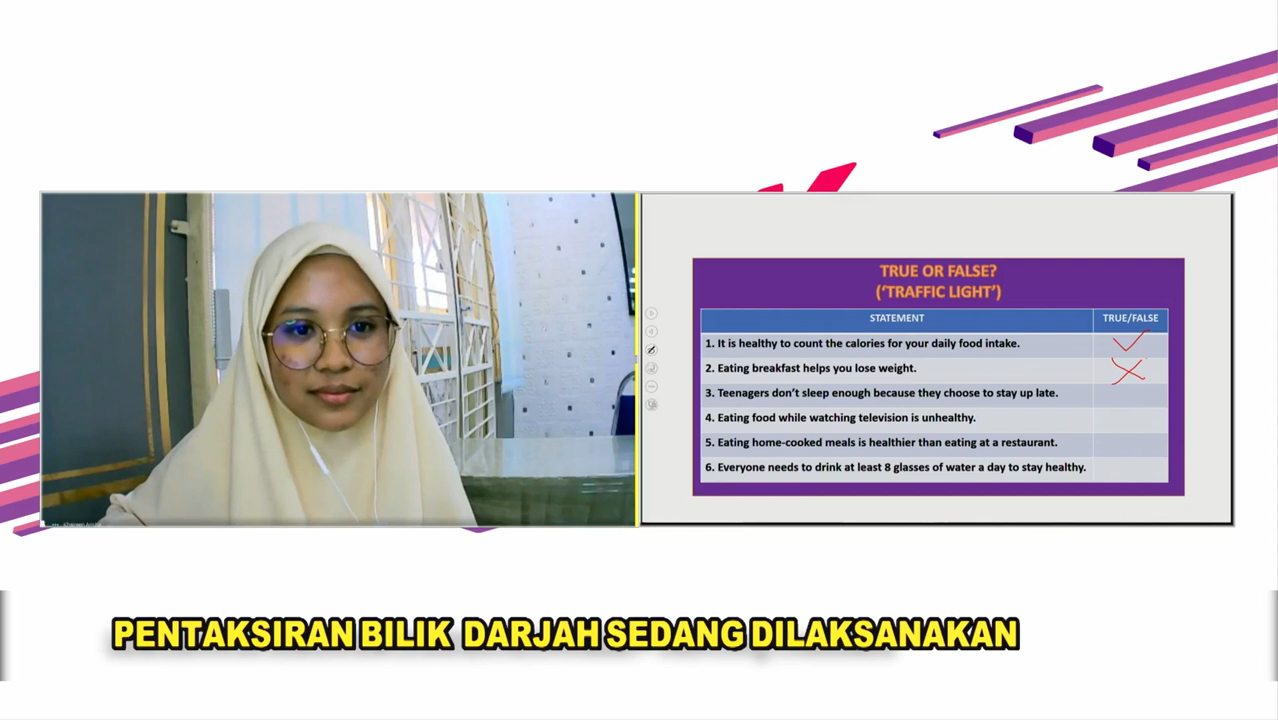 TRUE OR FALSE?
(‘TRAFFIC LIGHT’)
STATEMENT TRUE/FALSE
1. It is healthy to count the calories for your daily food intake.
2. Eating breakfast helps you lose weight.
3. Teenagers don’t sleep enough because they choose to stay up late.
4. Eating food while watching television is unhealthy.
5. Eating home-cooked meals is healthier than eating at a restaurant.
6. Everyone needs to drink at least 8 glasses of water a day to stay healthy.
PENTAKSIRAN BILIK DARJAH SEDANG DILAKSANAKAN